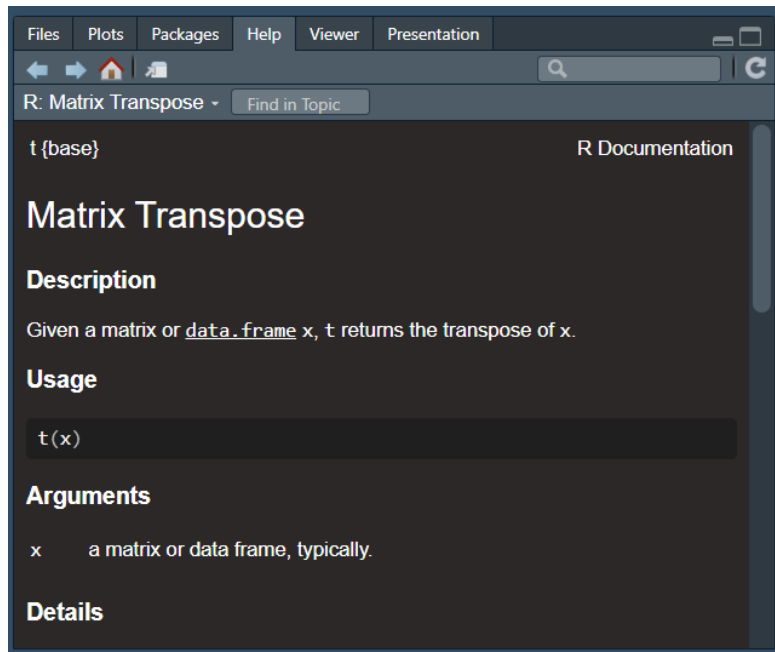 Files Plots Packages Help Viewer Presentation
R: Matrix Transpose Find in Topic
t {base} R Documentation
Matrix Transpose
Description
Given a matrix or data.frame x, t returns the transpose of x.
Usage
t(x)
Arguments
x a matrix or data frame, typically.
Details